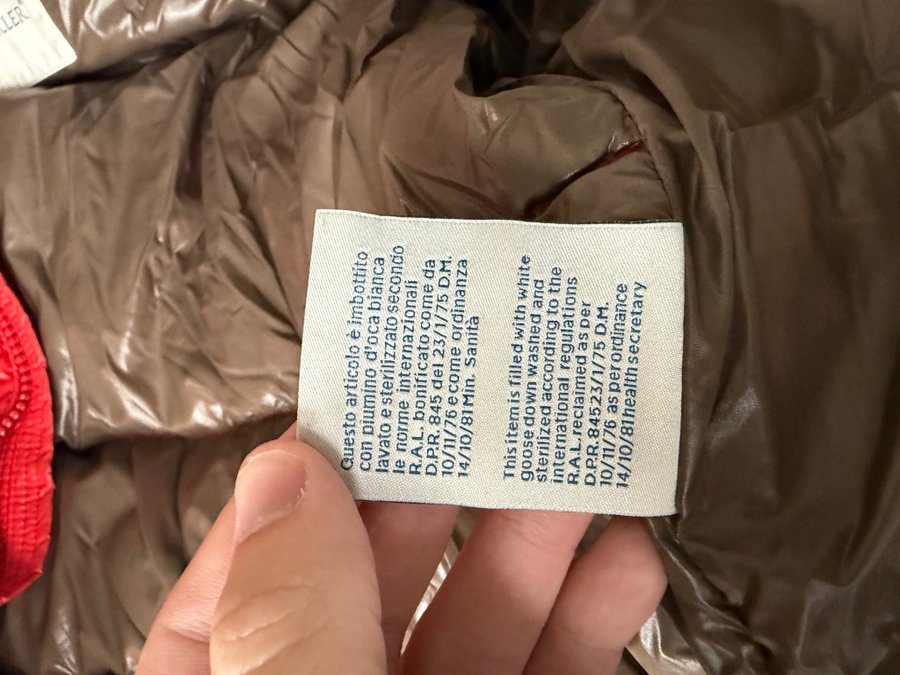 Questo articolo è imbottito
con piumino d'oca bianca
lavato e sterilizzato secondo
le norme internazionali
R.A.L. bonificato come da
D.P.R. 845 del 23/1/75 D.M.
10/11/76 e come ordinanza
14/10/81 Min. Sanità
This item is filled with white
goose down washed and
sterilized according to the
international regulations
R.A.L. reclaimed as per
D.P.R. 845 23/1/75 D.M.
10/11/76 as per ordinance
14/10/81 health secretary